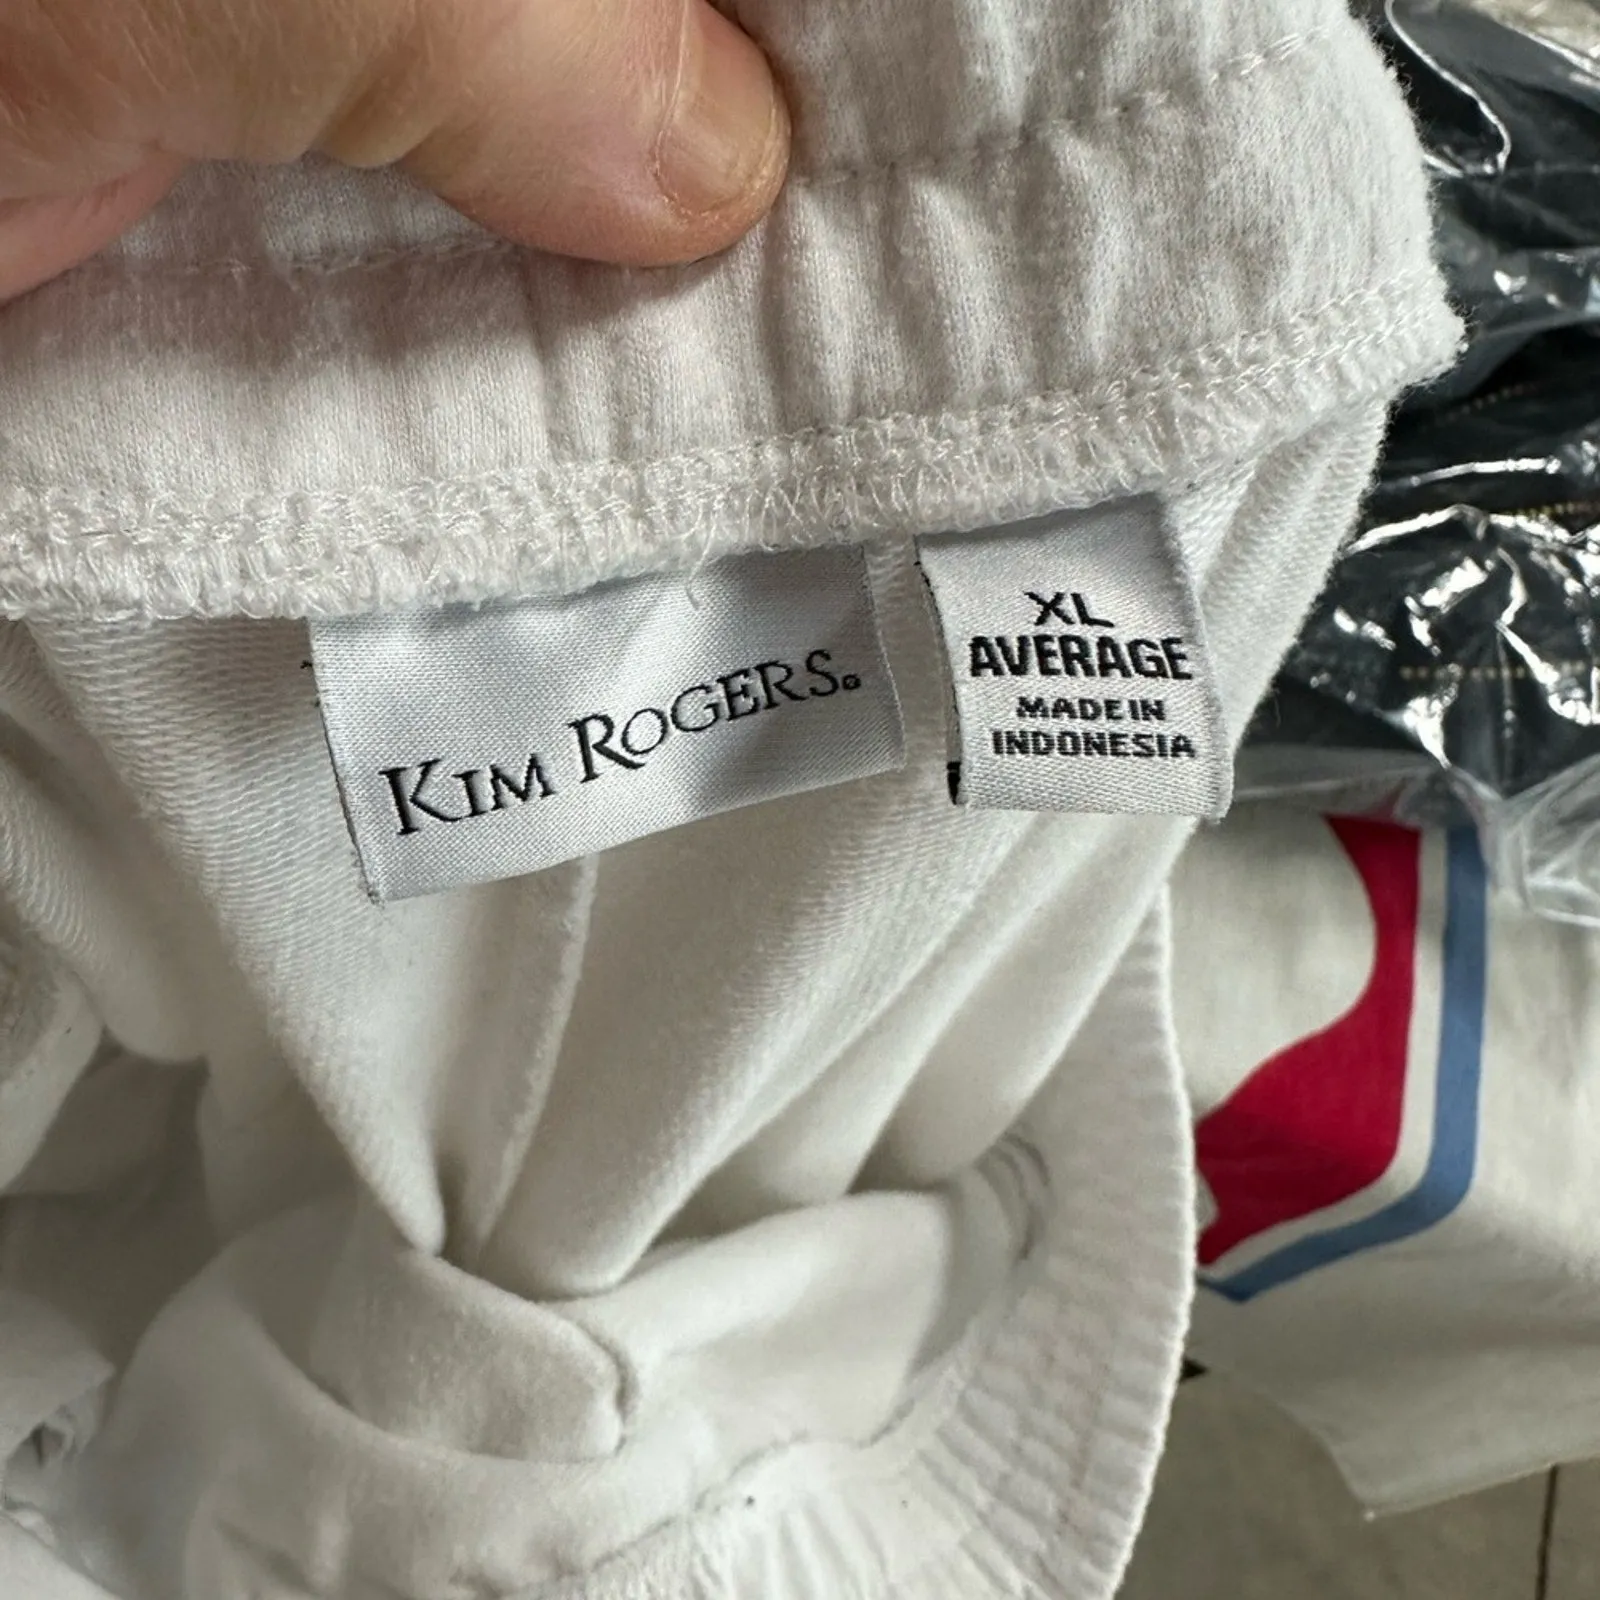 KIM ROGERS®
XL
AVERAGE
MADE IN
INDONESIA